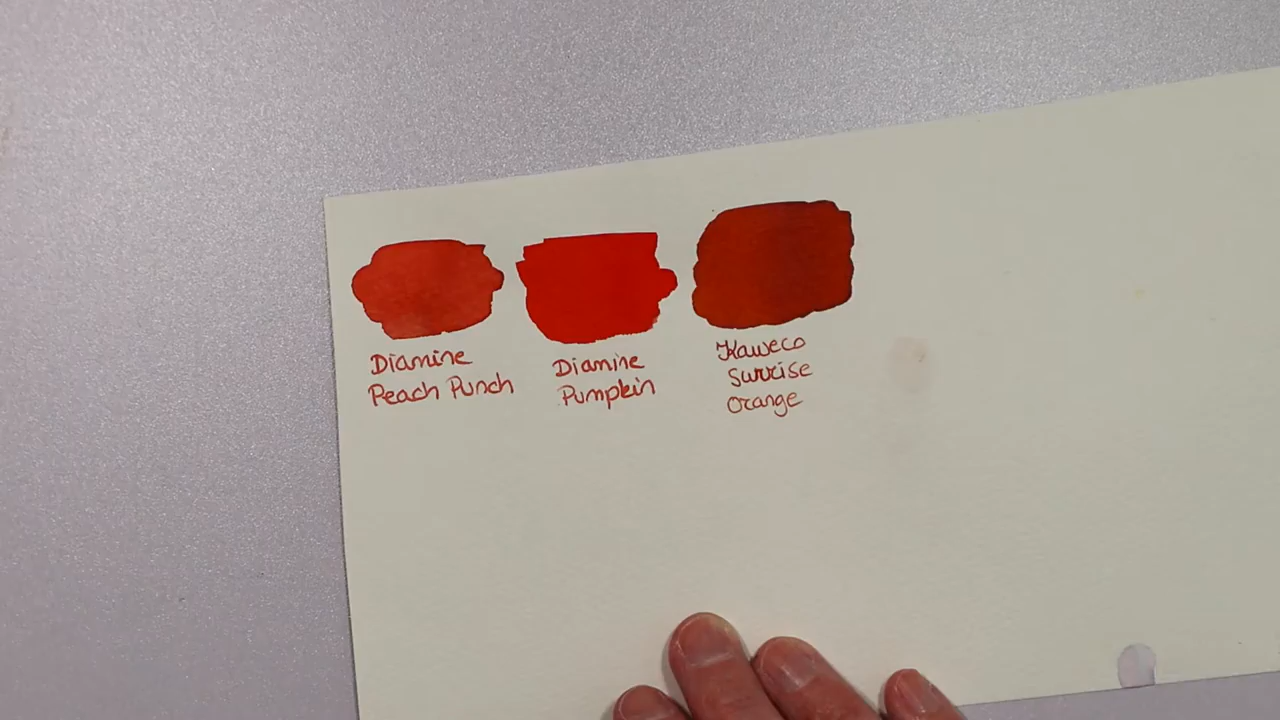 Diamine
Peach Punch
Diamine
Pumpkin
Kaweco
Sunrise
Orange